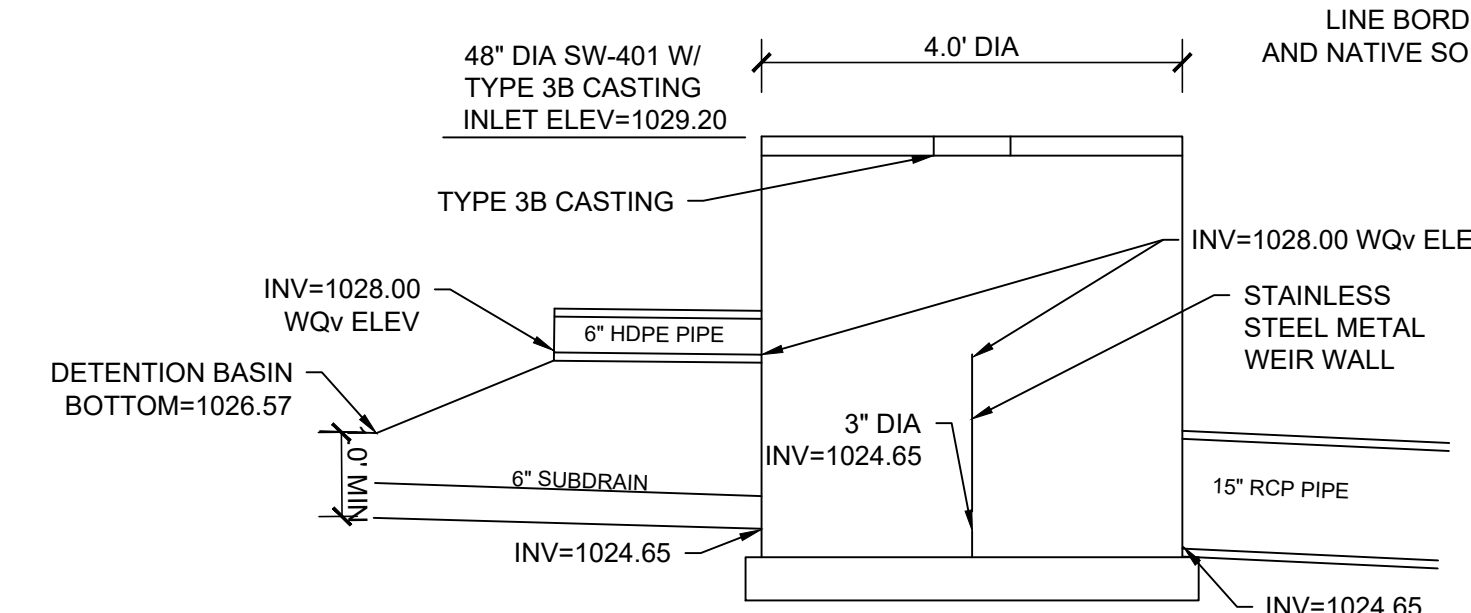 LINE BORD
AND NATIVE SO
48" DIA SW-401 W/
TYPE 3B CASTING
INLET ELEV=1029.20
4.0' DIA
TYPE 3B CASTING
INV=1028.00 WQv ELE
INV=1028.00
WQv ELEV
6" HDPE PIPE
STAINLESS
STEEL METAL
WEIR WALL
DETENTION BASIN
BOTTOM=1026.57
3" DIA
INV=1024.65
.0' MIN
6" SUBDRAIN
15" RCP PIPE
INV=1024.65
INV=1024.65